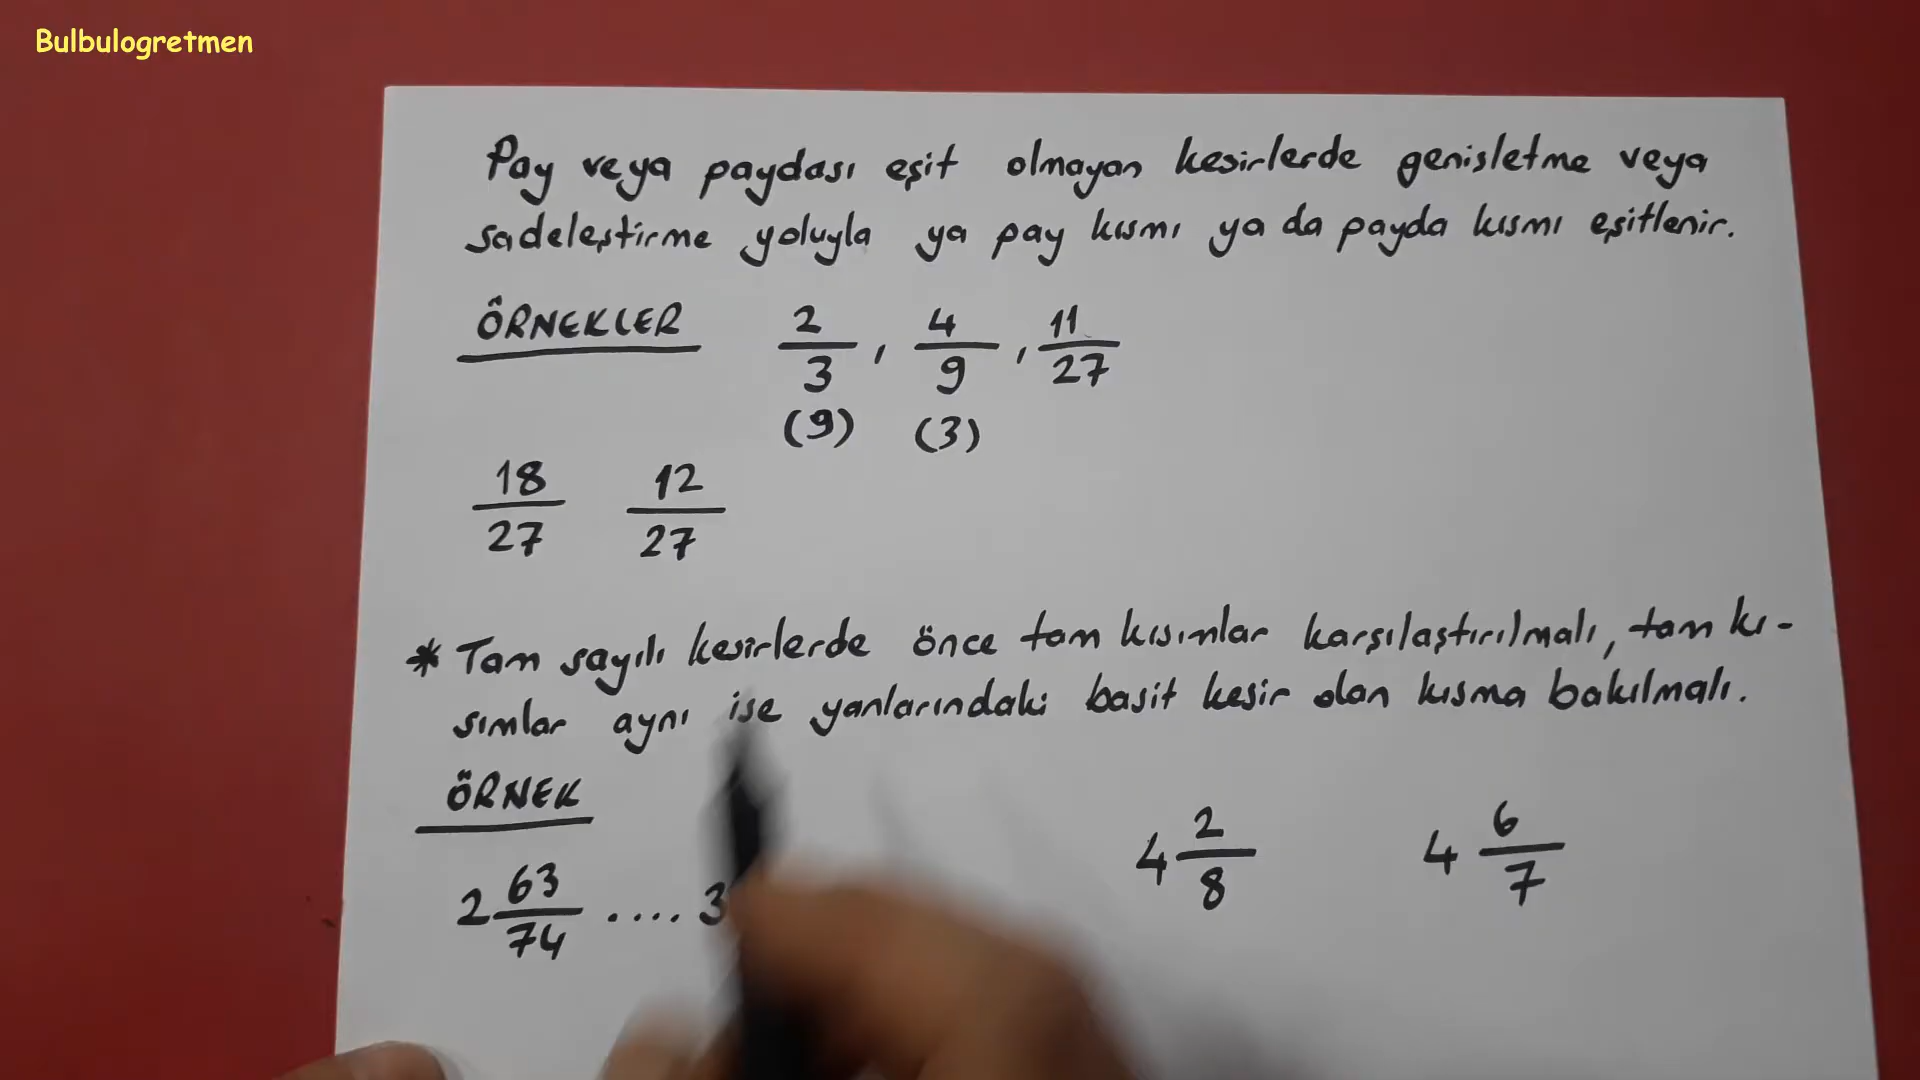 Bulbulogretmen
Pay veya paydası eşit olmayan kesirlerde genisletme veya
sadeleştirme yoluyla ya pay kısmı ya da payda kısmı eşitlenir.
ÖRNEKLER 2/3 , 4/9 , 11/27
(9) (3)
18/27 12/27
* Tam sayılı kesirlerde önce tam kısımlar karşılaştırılmalı, tam kı-
sımlar aynı ise yanlarındaki basit kesir olan kısma bakılmalı.
ÖRNEK
2 63/74 .... 3 4 2/8 4 6/7